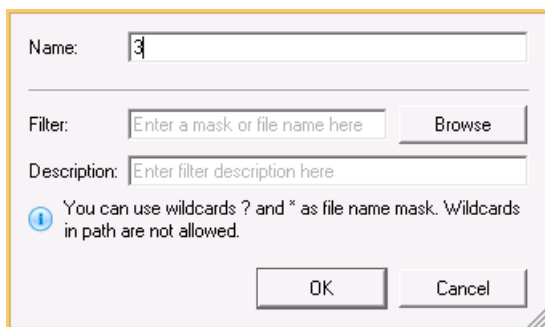 Name: 3
Filter: Enter a mask or file name here Browse
Description: Enter filter description here
You can use wildcards ? and * as file name mask. Wildcards
in path are not allowed.
OK Cancel